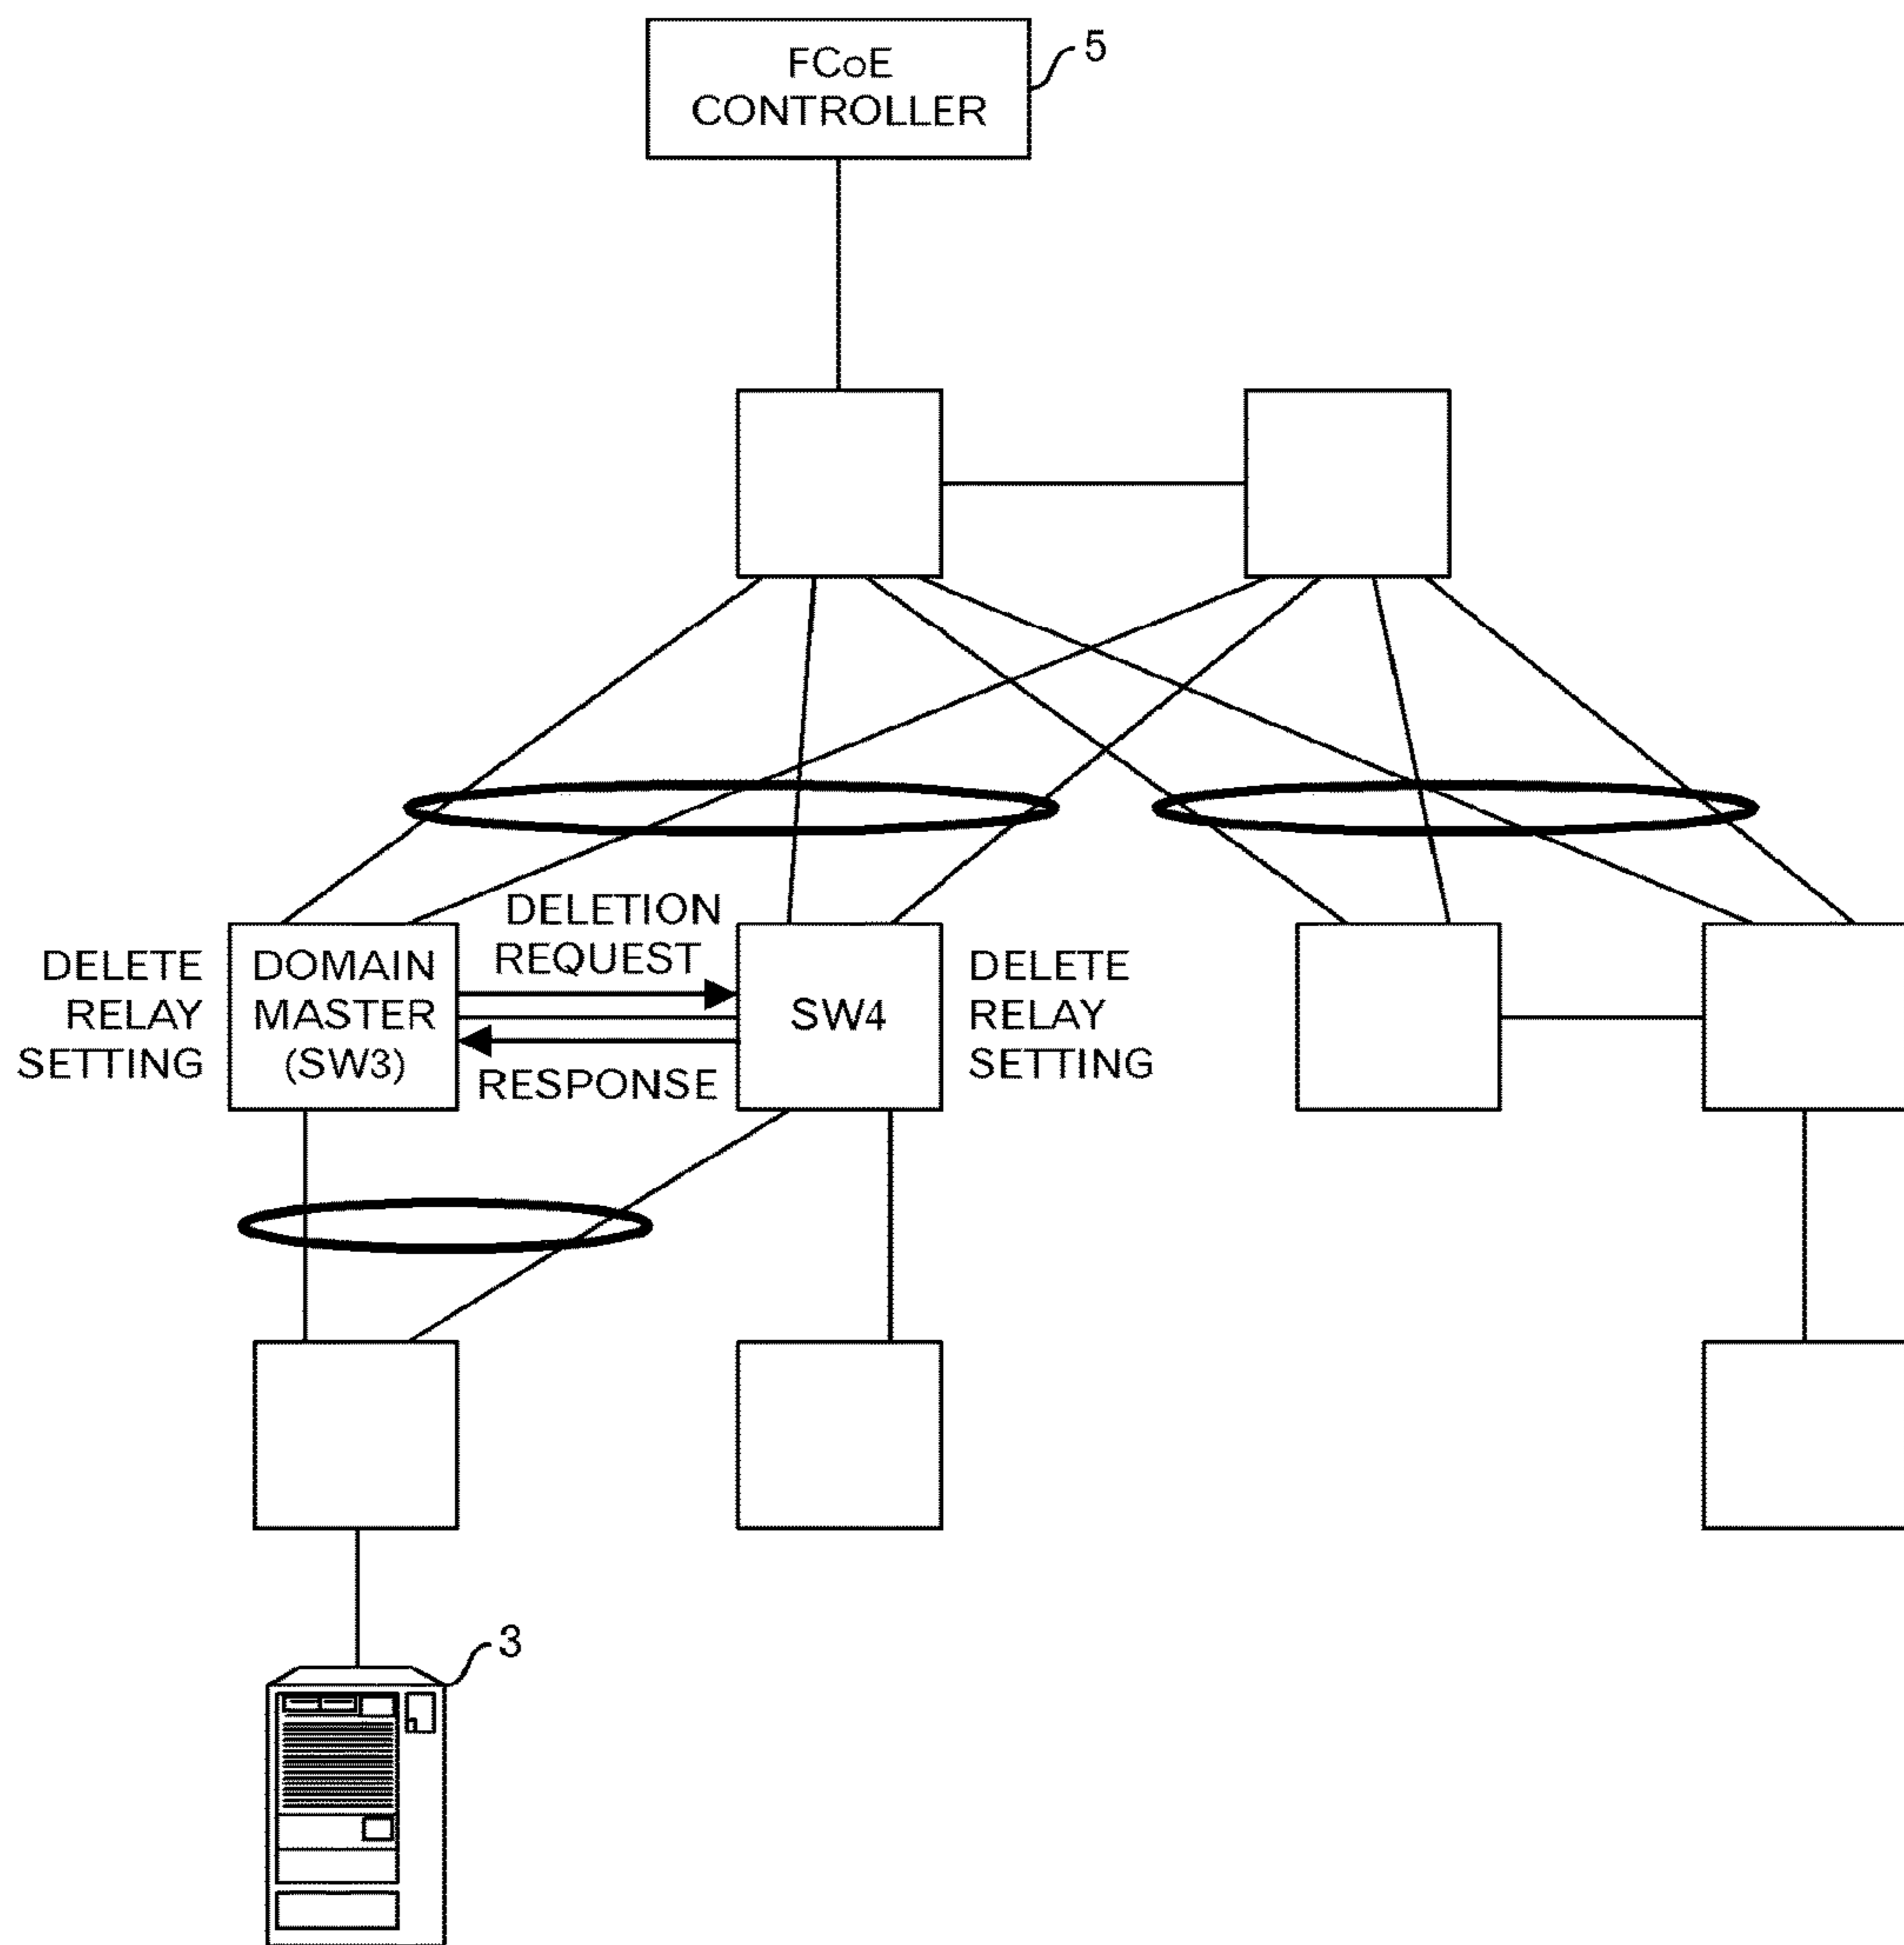 FCoE
CONTROLLER
5
DELETION
REQUEST
DELETE
RELAY
SETTING
DOMAIN
MASTER
(SW3)
SW4
DELETE
RELAY
SETTING
RESPONSE
3